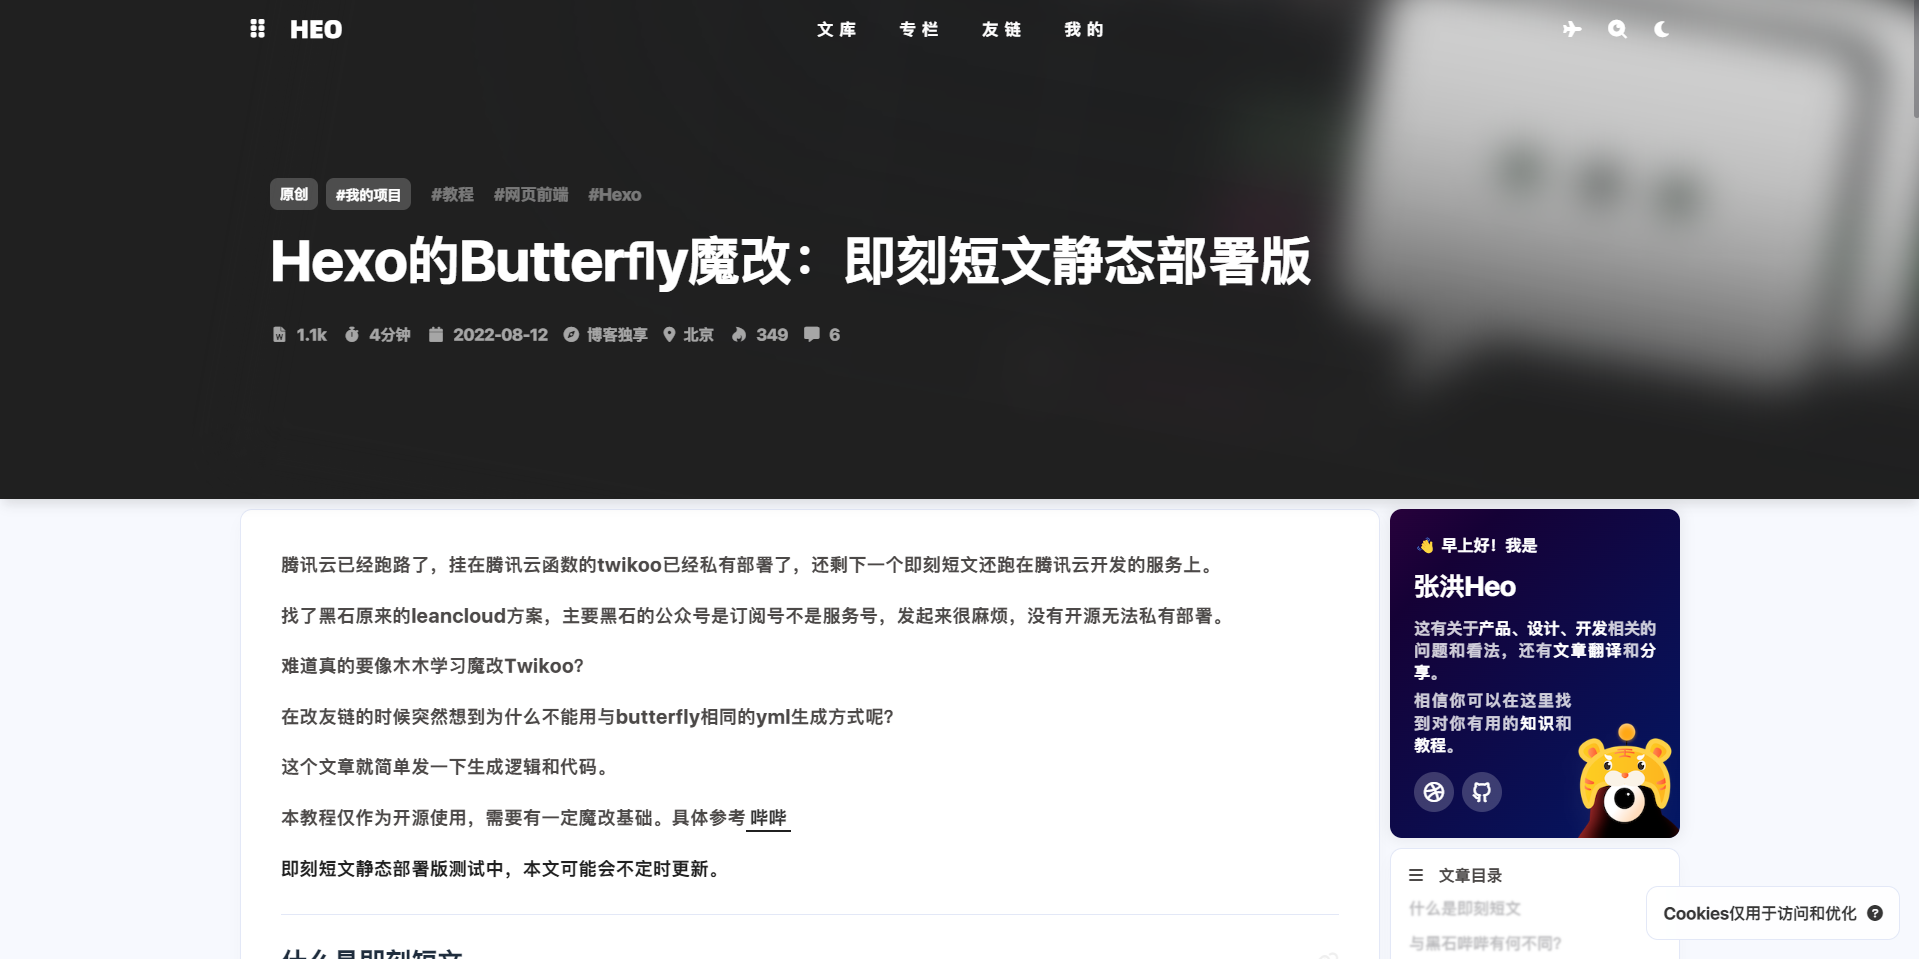 HEO
文库 专栏 友链 我的
原创 #我的项目 #教程 #网页前端 #Hexo
Hexo的Butterfly魔改：即刻短文静态部署版
1.1k 4分钟 2022-08-12 博客独享 北京 349 6
腾讯云已经跑路了，挂在腾讯云函数的twikoo已经私有部署了，还剩下一个即刻短文还跑在腾讯云开发的服务上。
找了黑石原来的leancloud方案，主要黑石的公众号是订阅号不是服务号，发起来很麻烦，没有开源无法私有部署。
难道真的要像木木学习魔改Twikoo?
在改友链的时候突然想到为什么不能用与butterfly相同的yml生成方式呢?
这个文章就简单发一下生成逻辑和代码。
本教程仅作为开源使用，需要有一定魔改基础。具体参考 哔哔
即刻短文静态部署版测试中，本文可能会不定时更新。
什么是即刻短文
👋 早上好！我是
张洪Heo
这有关于产品、设计、开发相关的
问题和看法，还有文章翻译和分
享。
相信你可以在这里找
到对你有用的知识和
教程。
文章目录
什么是即刻短文
与黑石哔哔有何不同?
Cookies仅用于访问和优化